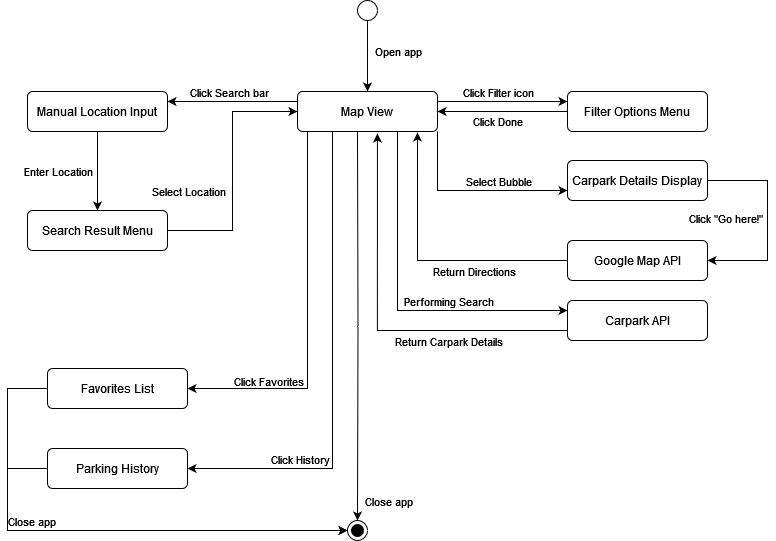 Open app
Click Search bar
Click Filter icon
Manual Location Input
Map View
Filter Options Menu
Click Done
Enter Location
Select Location
Select Bubble
Carpark Details Display
Click "Go here!"
Search Result Menu
Google Map API
Return Directions
Performing Search
Carpark API
Return Carpark Details
Favorites List
Click Favorites
Parking History
Click History
Close app
Close app